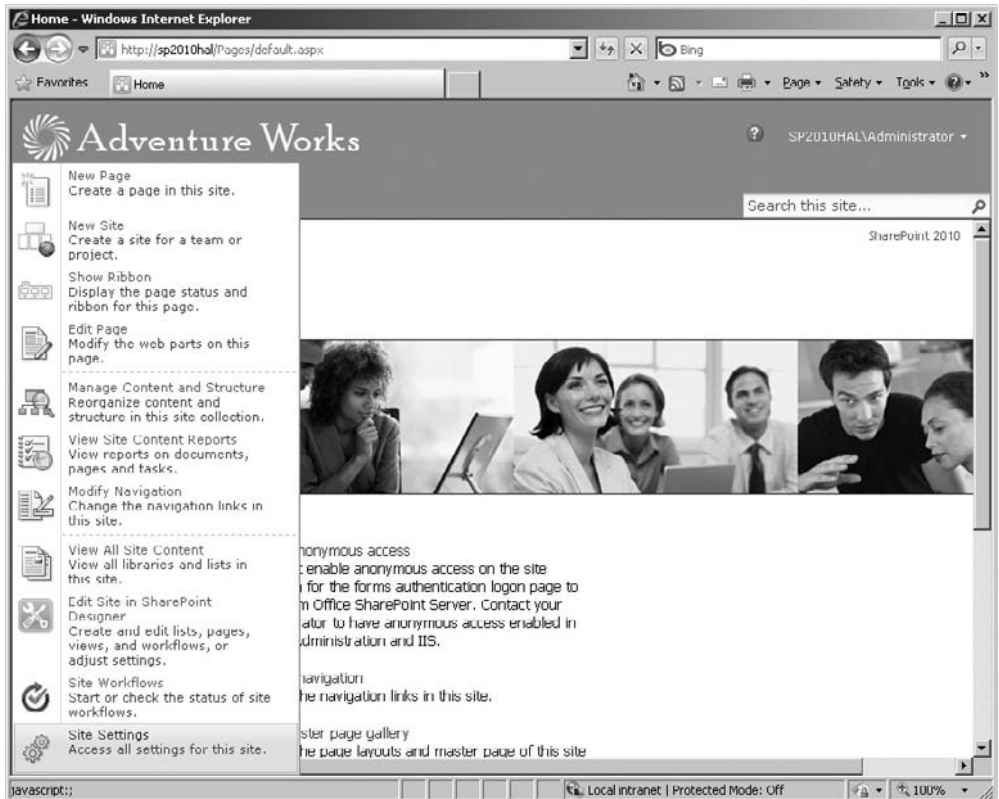 Home - Windows Internet Explorer
http://sp2010hal/Pages/default.aspx
Bing
Favorites
Home
Page
Safety
Tools
Adventure Works
SP2010HAL\Administrator
Search this site...
SharePoint 2010
New Page
Create a page in this site.
New Site
Create a site for a team or
project.
Show Ribbon
Display the page status and
ribbon for this page.
Edit Page
Modify the web parts on this
page.
Manage Content and Structure
Reorganize content and
structure in this site collection.
View Site Content Reports
View reports on documents,
pages and tasks.
Modify Navigation
Change the navigation links in
this site.
View All Site Content
View all libraries and lists in
this site.
Edit Site in SharePoint
Designer
Create and edit lists, pages,
views, and workflows, or
adjust settings.
Site Workflows
Start or check the status of site
workflows.
Site Settings
Access all settings for this site.
nonymous access
enable anonymous access on the site
for the forms authentication logon page to
Office SharePoint Server. Contact your
ator to have anonymous access enabled in
dministration and IIS.
navigation
he navigation links in this site.
ster page gallery
he page layouts and master page of this site
javascript:;
Local intranet | Protected Mode: Off
100%